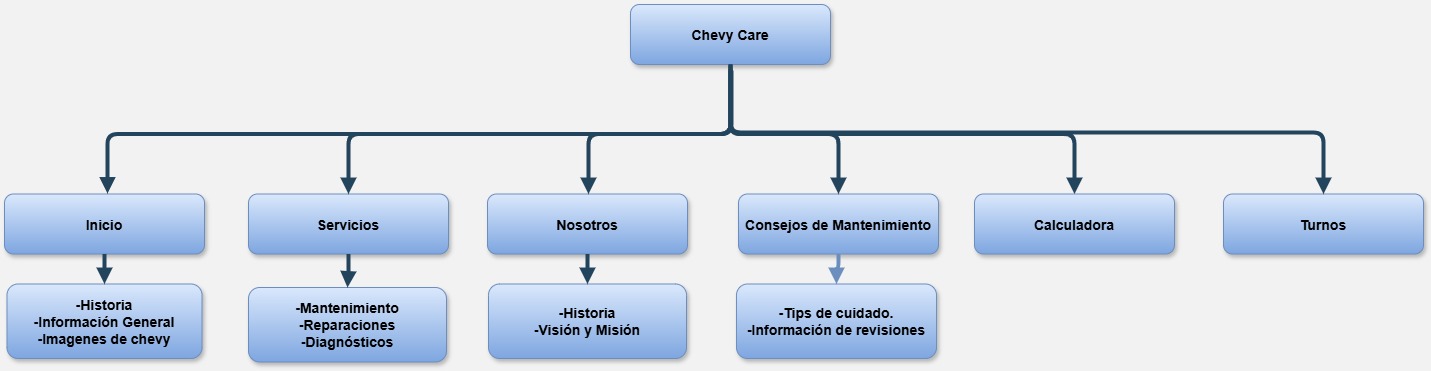 Chevy Care
Inicio
Servicios
Nosotros
Consejos de Mantenimiento
Calculadora
Turnos
-Historia
-Información General
-Imagenes de chevy
-Mantenimiento
-Reparaciones
-Diagnósticos
-Historia
-Visión y Misión
-Tips de cuidado.
-Información de revisiones